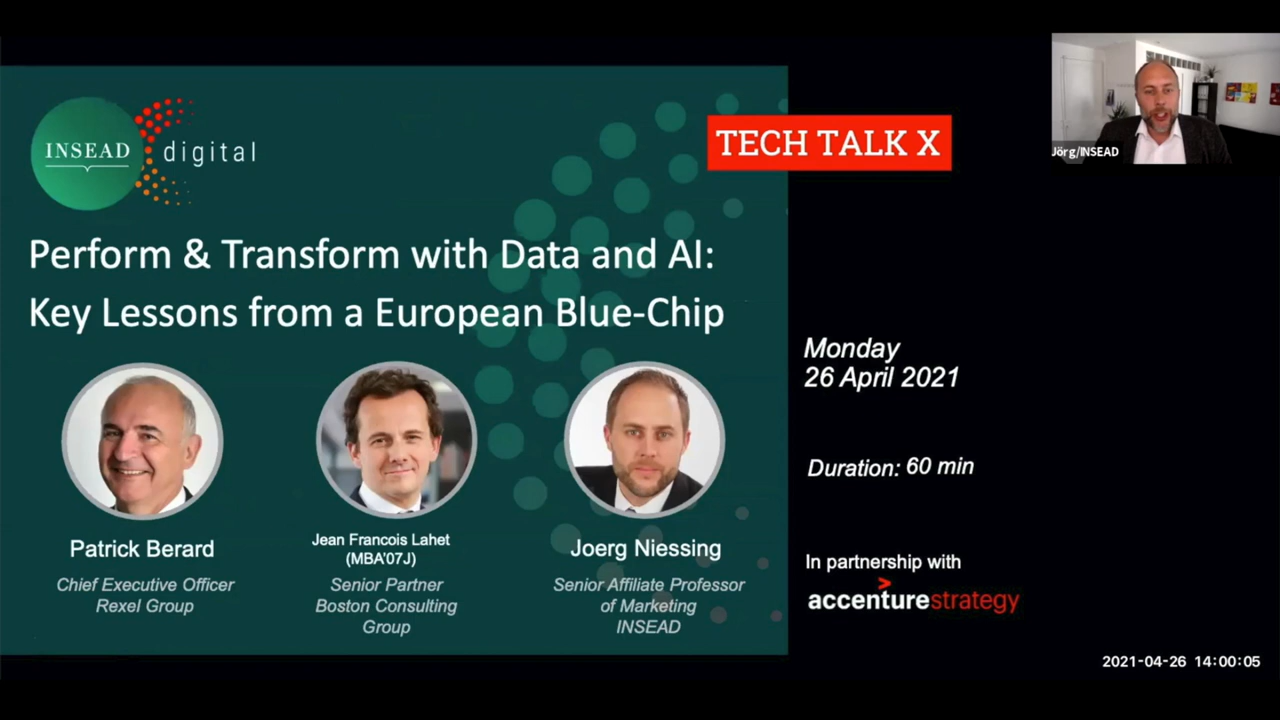 INSEAD
digital
TECH TALK X
Jörg/INSEAD
Perform & Transform with Data and AI:
Key Lessons from a European Blue-Chip
Monday
26 April 2021
Duration: 60 min
Patrick Berard
Chief Executive Officer
Rexel Group
Jean Francois Lahet
(MBA'07J)
Senior Partner
Boston Consulting
Group
Joerg Niessing
Senior Affiliate Professor
of Marketing
INSEAD
In partnership with
accenturestrategy
2021-04-26 14:00:05